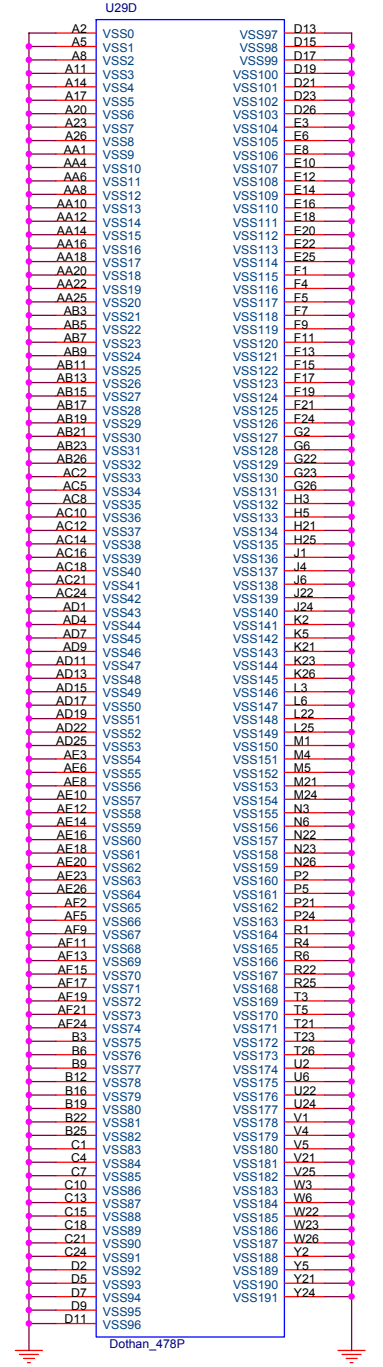 U29D
A2 VSS0 VSS97 D13
A5 VSS1 VSS98 D15
A8 VSS2 VSS99 D17
A11 VSS3 VSS100 D19
A14 VSS4 VSS101 D21
A17 VSS5 VSS102 D23
A20 VSS6 VSS103 D26
A23 VSS7 VSS104 E3
A26 VSS8 VSS105 E6
AA1 VSS9 VSS106 E8
AA4 VSS10 VSS107 E10
AA6 VSS11 VSS108 E12
AA8 VSS12 VSS109 E14
AA10 VSS13 VSS110 E16
AA12 VSS14 VSS111 E18
AA14 VSS15 VSS112 E20
AA16 VSS16 VSS113 E22
AA18 VSS17 VSS114 E25
AA20 VSS18 VSS115 F1
AA22 VSS19 VSS116 F4
AA25 VSS20 VSS117 F5
AB3 VSS21 VSS118 F7
AB5 VSS22 VSS119 F9
AB7 VSS23 VSS120 F11
AB9 VSS24 VSS121 F13
AB11 VSS25 VSS122 F15
AB13 VSS26 VSS123 F17
AB15 VSS27 VSS124 F19
AB17 VSS28 VSS125 F21
AB19 VSS29 VSS126 F24
AB21 VSS30 VSS127 G2
AB23 VSS31 VSS128 G6
AB26 VSS32 VSS129 G22
AC2 VSS33 VSS130 G23
AC5 VSS34 VSS131 G26
AC8 VSS35 VSS132 H3
AC10 VSS36 VSS133 H5
AC12 VSS37 VSS134 H21
AC14 VSS38 VSS135 H25
AC16 VSS39 VSS136 J1
AC18 VSS40 VSS137 J4
AC21 VSS41 VSS138 J6
AC24 VSS42 VSS139 J22
AD1 VSS43 VSS140 J24
AD4 VSS44 VSS141 K2
AD7 VSS45 VSS142 K5
AD9 VSS46 VSS143 K21
AD11 VSS47 VSS144 K23
AD13 VSS48 VSS145 K26
AD15 VSS49 VSS146 L3
AD17 VSS50 VSS147 L6
AD19 VSS51 VSS148 L22
AD22 VSS52 VSS149 L25
AD25 VSS53 VSS150 M1
AE3 VSS54 VSS151 M4
AE6 VSS55 VSS152 M5
AE8 VSS56 VSS153 M21
AE10 VSS57 VSS154 M24
AE12 VSS58 VSS155 N3
AE14 VSS59 VSS156 N6
AE16 VSS60 VSS157 N22
AE18 VSS61 VSS158 N23
AE20 VSS62 VSS159 N26
AE23 VSS63 VSS160 P2
AE26 VSS64 VSS161 P5
AF2 VSS65 VSS162 P21
AF5 VSS66 VSS163 P24
AF9 VSS67 VSS164 R1
AF11 VSS68 VSS165 R4
AF13 VSS69 VSS166 R6
AF15 VSS70 VSS167 R22
AF17 VSS71 VSS168 R25
AF19 VSS72 VSS169 T3
AF21 VSS73 VSS170 T5
AF24 VSS74 VSS171 T21
B3 VSS75 VSS172 T23
B6 VSS76 VSS173 T26
B9 VSS77 VSS174 U2
B12 VSS78 VSS175 U6
B16 VSS79 VSS176 U22
B19 VSS80 VSS177 U24
B22 VSS81 VSS178 V1
B25 VSS82 VSS179 V4
C1 VSS83 VSS180 V5
C4 VSS84 VSS181 V21
C7 VSS85 VSS182 V25
C10 VSS86 VSS183 W3
C13 VSS87 VSS184 W6
C15 VSS88 VSS185 W22
C18 VSS89 VSS186 W23
C21 VSS90 VSS187 W26
C24 VSS91 VSS188 Y2
D2 VSS92 VSS189 Y5
D5 VSS93 VSS190 Y21
D7 VSS94 VSS191 Y24
D9 VSS95
D11 VSS96
Dothan_478P